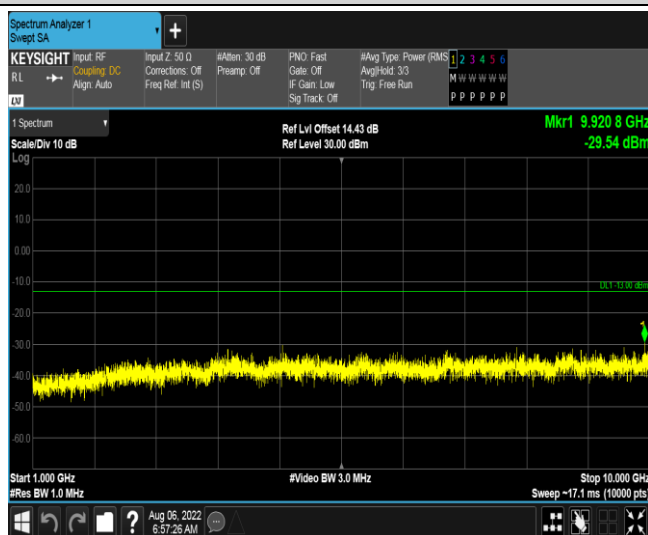 Spectrum Analyzer 1
Swept SA
+
KEYSIGHT
RL
Input: RF
Coupling: DC
Align: Auto
Input Z: 50 Ω
Corrections: Off
Freq Ref: Int (S)
#Atten: 30 dB
Preamp: Off
PNO: Fast
Gate: Off
IF Gain: Low
Sig Track: Off
#Avg Type: Power (RMS
Avg|Hold: 3/3
Trig: Free Run
1 2 3 4 5 6
M W W W W W
P P P P P P
LXI
1 Spectrum
Scale/Div 10 dB
Ref Lvl Offset 14.43 dB
Ref Level 30.00 dBm
Mkr1 9.920 8 GHz
-29.54 dBm
Log
20.0
10.0
0.00
-10.0
DL1 -13.00 dBm
-20.0
1
-30.0
-40.0
-50.0
-60.0
Start 1.000 GHz
#Video BW 3.0 MHz
Stop 10.000 GHz
#Res BW 1.0 MHz
Sweep ~17.1 ms (10000 pts)
?
Aug 06, 2022
6:57:26 AM